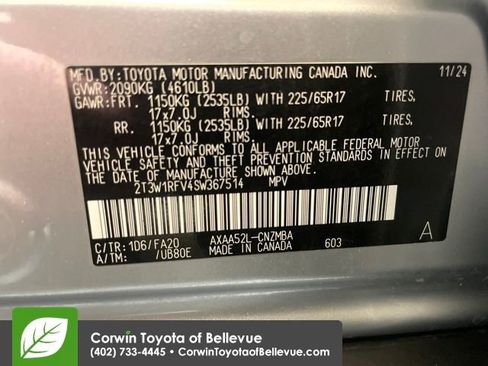 MFD.BY:TOYOTA MOTOR MANUFACTURING CANADA INC. 11/24
GVWR:2090KG (4610LB)
GAWR:FRT. 1150KG (2535LB) WITH 225/65R17 TIRES,
17x7.0J RIMS.
RR. 1150KG (2535LB) WITH 225/65R17 TIRES,
17x7.0J RIMS.
THIS VEHICLE CONFORMS TO ALL APPLICABLE FEDERAL MOTOR
VEHICLE SAFETY AND THEFT PREVENTION STANDARDS IN EFFECT ON
THE DATE OF MANUFACTURE SHOWN ABOVE.
2T3W1RFV4SW367514 MPV
C/TR:1D6/FA20 AXAA52L-CNZMBA A
A/TM: /UB80E MADE IN CANADA 603
Corwin Toyota of Bellevue
(402) 733-4445 • CorwinToyotaofBellevue.com